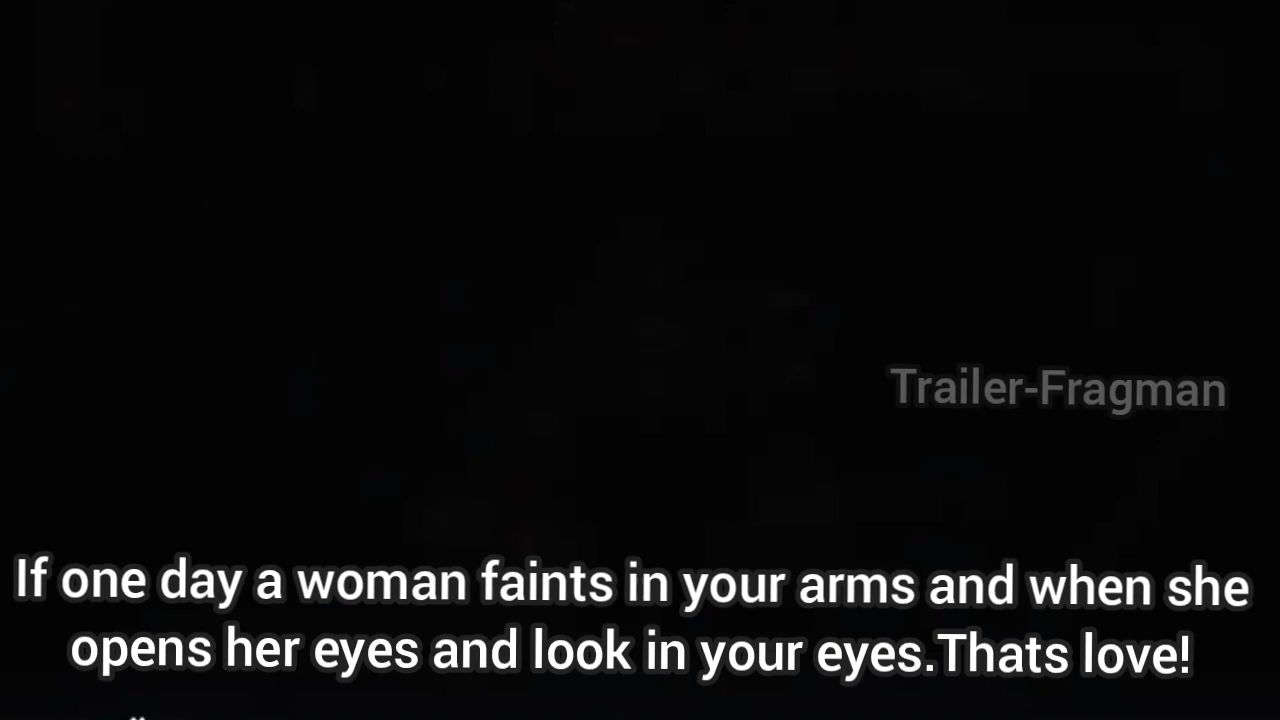 Trailer-Fragman
If one day a woman faints in your arms and when she
opens her eyes and look in your eyes.Thats love!